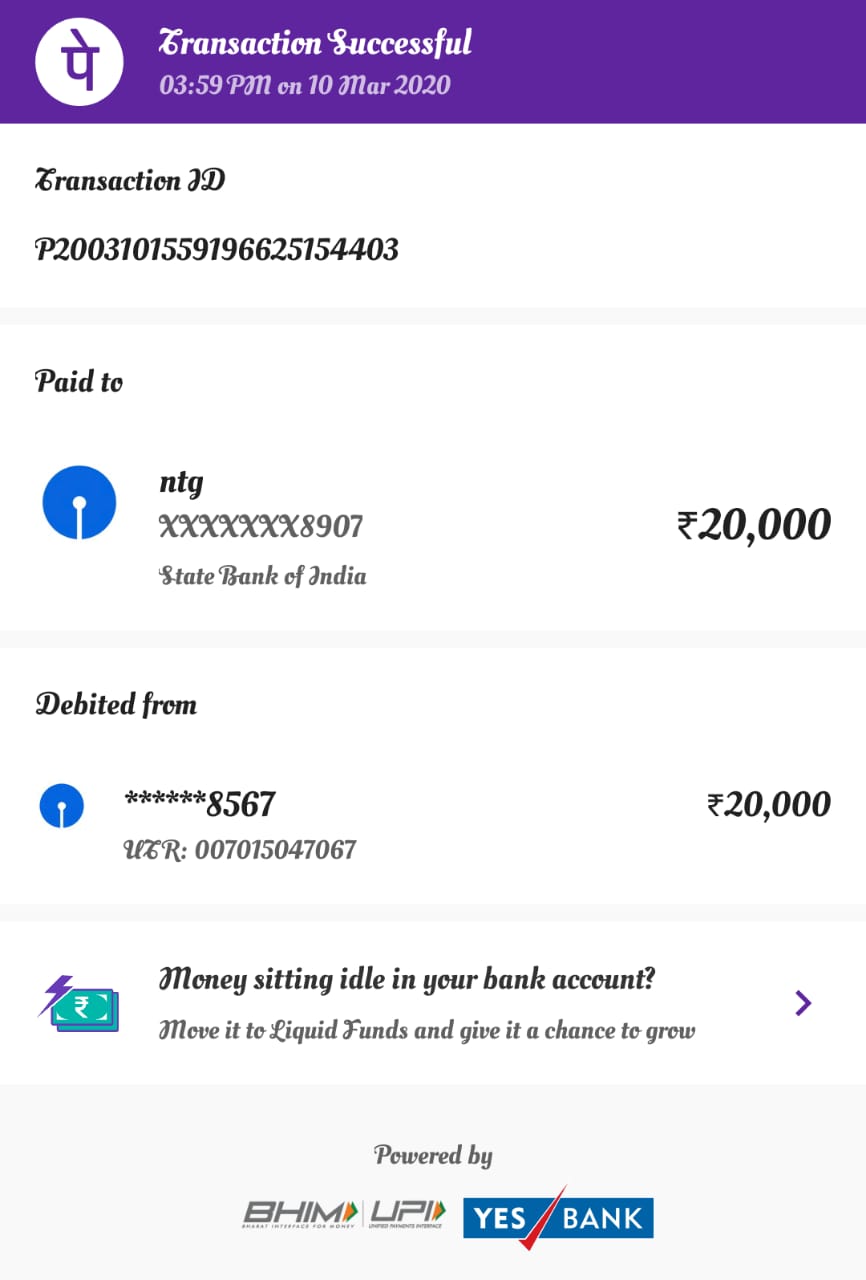 पे
Transaction Successful
03:59 PM on 10 Mar 2020
Transaction ID
P2003101559196625154403
Paid to
ntg
XXXXXXX8907
₹20,000
State Bank of India
Debited from
******8567
₹20,000
UTR: 007015047067
Money sitting idle in your bank account?
₹
Move it to Liquid Funds and give it a chance to grow
Powered by
BHIM UPI YES BANK
BHARAT INTERFACE FOR MONEY UNIFIED PAYMENTS INTERFACE